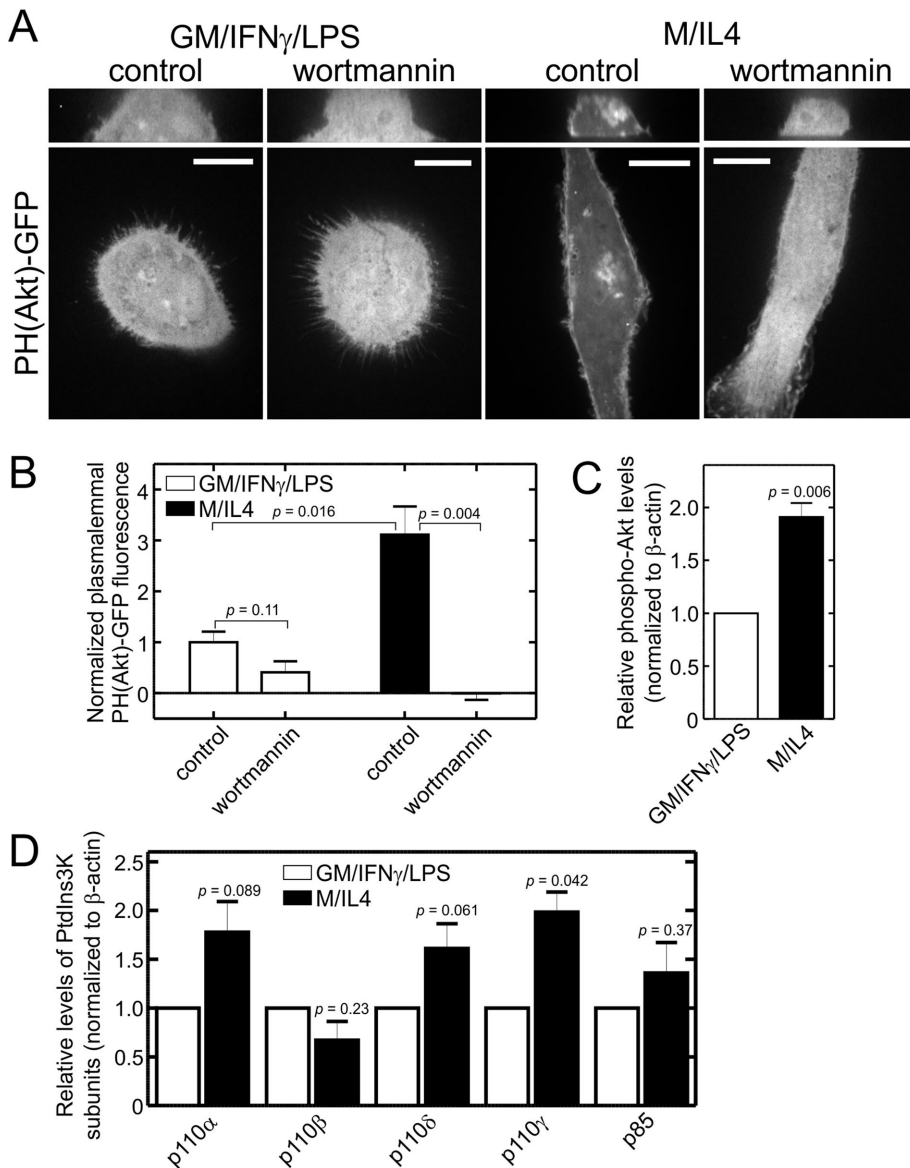 A
GM/IFNγ/LPS
M/IL4
control
wortmannin
control
wortmannin
PH(Akt)-GFP
B
Normalized plasmalemma
PH(Akt)-GFP fluorescence
GM/IFNγ/LPS
M/IL4
4
3
2
1
0
p = 0.016
p = 0.004
p = 0.11
control
wortmannin
control
wortmannin
C
Relative phospho-Akt levels
(normalized to β-actin)
p = 0.006
2.0
1.0
0.5
0
GM/IFNγ/LPS
M/IL4
D
Relative levels of PtdIns3K
subunits (normalized to β-actin)
GM/IFNγ/LPS
M/IL4
2.5
2.0
1.5
1.0
0.5
0
p = 0.089
p = 0.23
p = 0.061
p = 0.042
p = 0.37
p110α
p110β
p110δ
p110γ
p85